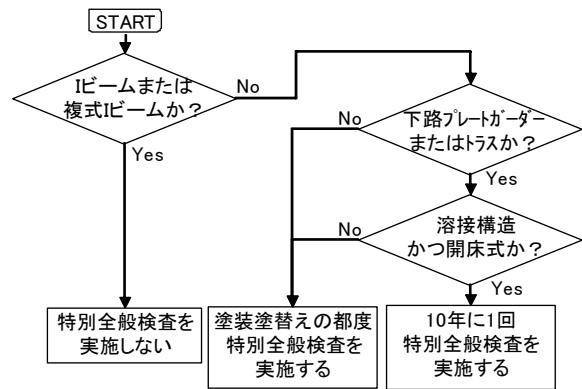 START
Iビームまたは
複式Iビームか？
No
Yes
下路プレートガーダー
またはトラスか？
No
Yes
溶接構造
かつ開床式か？
No
Yes
特別全般検査を
実施しない
塗装塗替えの都度
特別全般検査を
実施する
10年に1回
特別全般検査を
実施する